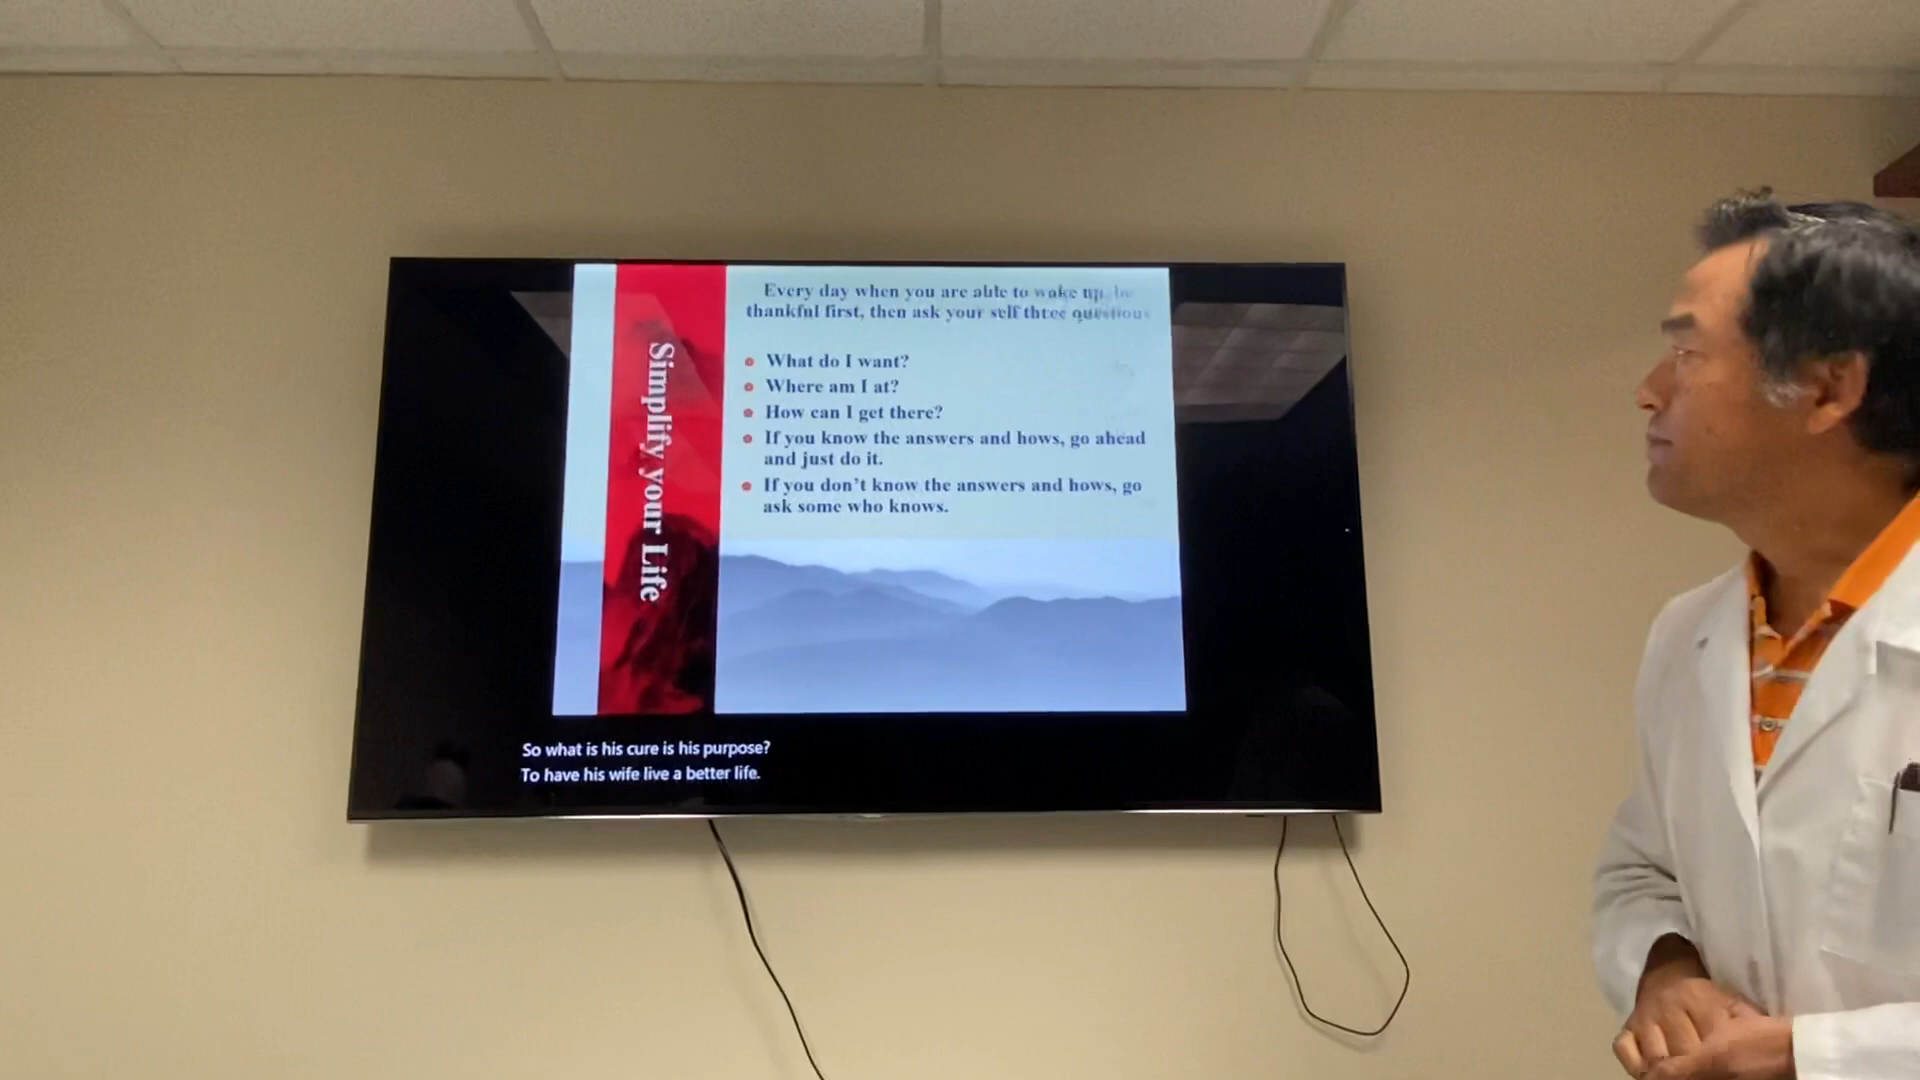 Simplify your Life
Every day when you are able to wake up, be
thankful first, then ask your self three questions
What do I want?
Where am I at?
How can I get there?
If you know the answers and hows, go ahead
and just do it.
If you don't know the answers and hows, go
ask some who knows.
So what is his cure is his purpose?
To have his wife live a better life.